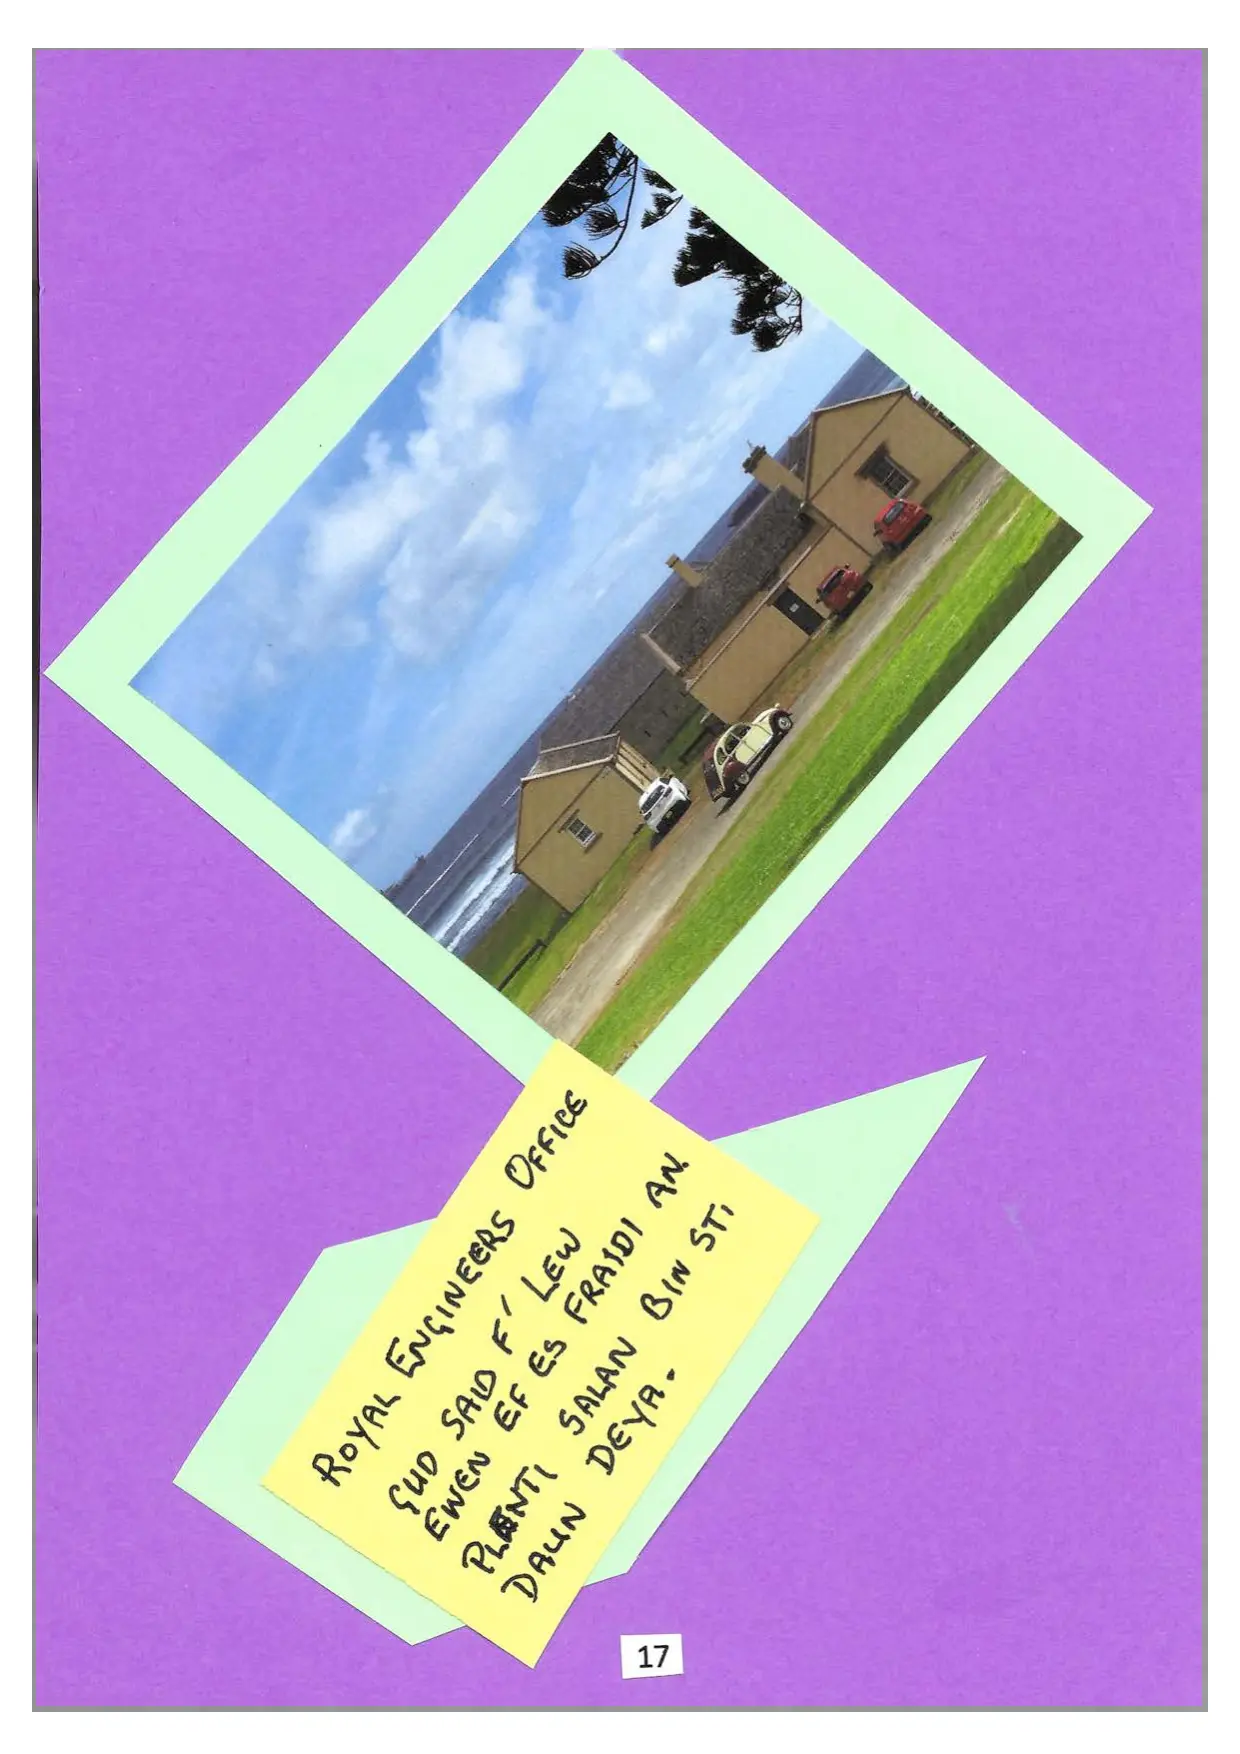 ROYAL ENGINEERS OFFICE
GUD SAID F' LEW
EWEN EF ES FRAIDI AN.
PLENTI SALAN BIN STI
DAUN DEYA.
17